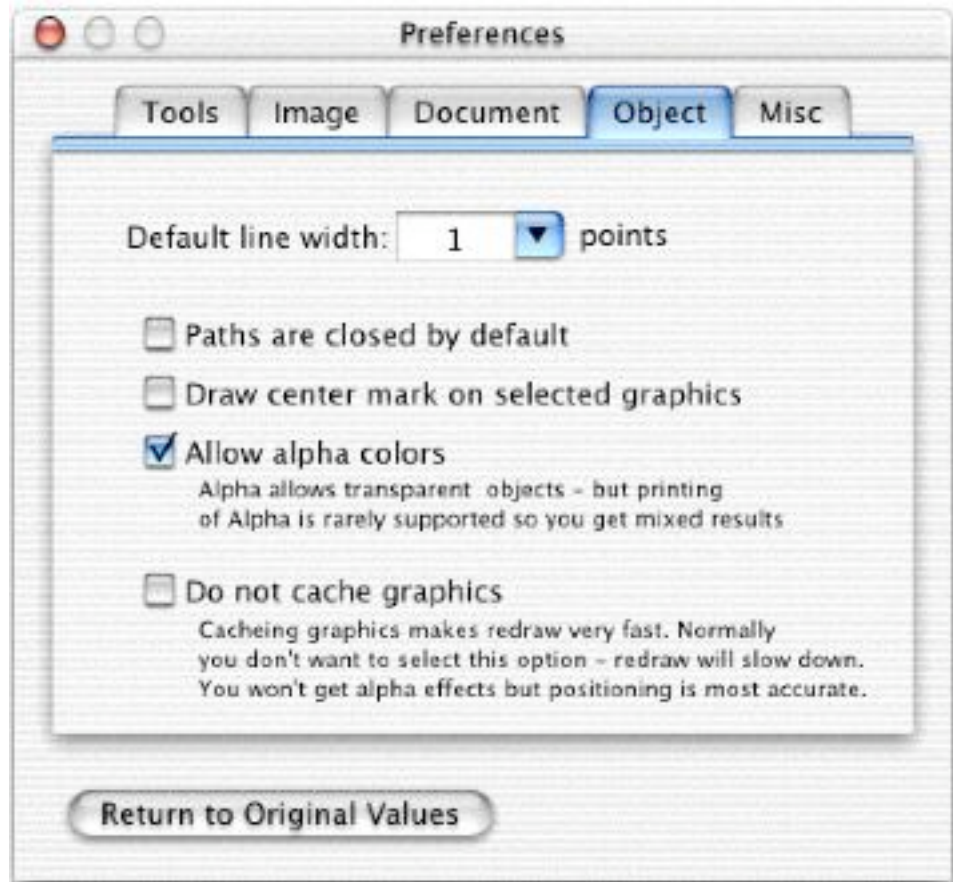 Preferences
Tools Image Document Object Misc
Default line width: 1 points
Paths are closed by default
Draw center mark on selected graphics
Allow alpha colors
Alpha allows transparent objects – but printing
of Alpha is rarely supported so you get mixed results
Do not cache graphics
Cacheing graphics makes redraw very fast. Normally
you don't want to select this option – redraw will slow down.
You won't get alpha effects but positioning is most accurate.
Return to Original Values